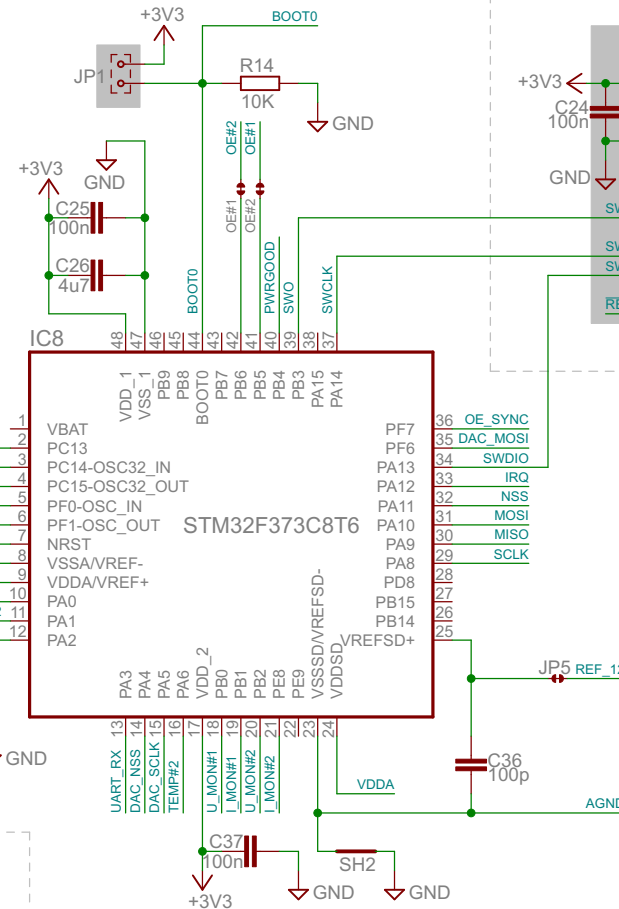 +3V3
BOOT0
JP1
R14
10K
GND
+3V3
C24
100n
GND
OE#2
OE#1
+3V3
GND
C25
100n
C26
4u7
OE#1
OE#2
BOOT0
PWRGOOD
SWO
SWCLK
IC8
48
47
46
45
44
43
42
41
40
39
38
37
VDD_1
VSS_1
PB9
PB8
BOOT0
PB7
PB6
PB5
PB4
PB3
PA15
PA14
1 VBAT
2 PC13
3 PC14-OSC32_IN
4 PC15-OSC32_OUT
5 PF0-OSC_IN
6 PF1-OSC_OUT
7 NRST
8 VSSA/VREF-
9 VDDA/VREF+
10 PA0
11 PA1
12 PA2
STM32F373C8T6
PF7 36 OE_SYNC
PF6 35 DAC_MOSI
PA13 34 SWDIO
PA12 33 IRQ
PA11 32 NSS
PA10 31 MOSI
PA9 30 MISO
PA8 29 SCLK
PD8 28
PB15 27
PB14 26
VREFSD+ 25
PA3
PA4
PA5
PA6
VDD_2
PB0
PB1
PB2
PE8
PE9
VSSSD/VREFSD-
VDDSD
13
14
15
16
17
18
19
20
21
22
23
24
UART_RX
DAC_NSS
DAC_SCLK
TEMP#2
U_MON#1
I_MON#1
U_MON#2
I_MON#2
JP5
GND
VDDA
C36
100p
C37
100n
SH2
+3V3
GND
GND